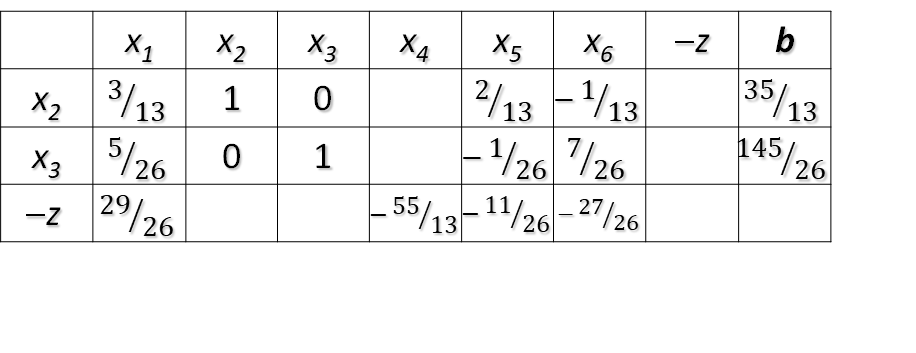 x1 x2 x3 x4 x5 x6 –z b
x2 3/13 1 0 2/13 – 1/13 35/13
x3 5/26 0 1 – 1/26 7/26 145/26
–z 29/26 – 55/13 – 11/26 – 27/26